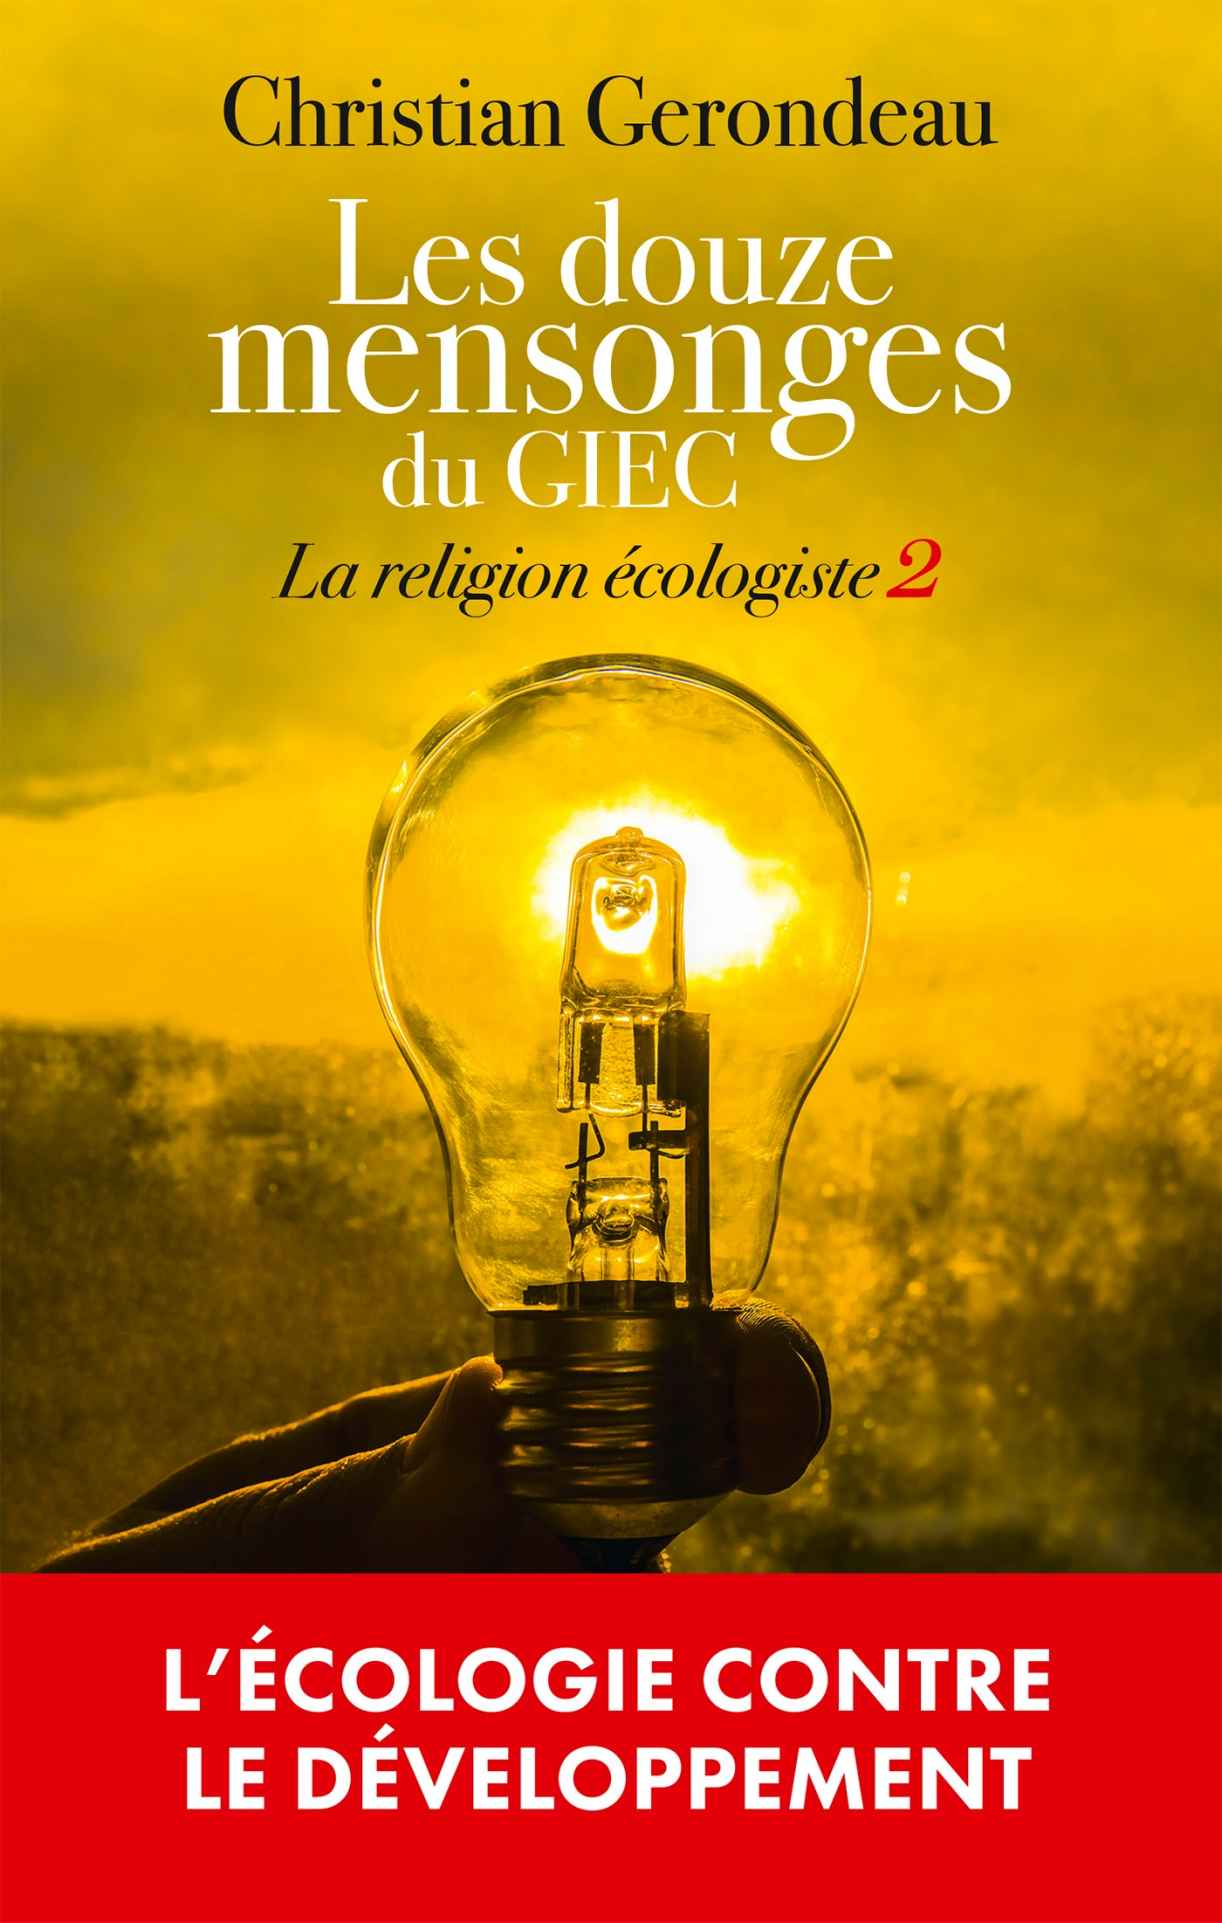 Christian Gerondeau
Les douze
mensonges
du GIEC
La religion écologiste 2
L'ÉCOLOGIE CONTRE
LE DÉVELOPPEMENT